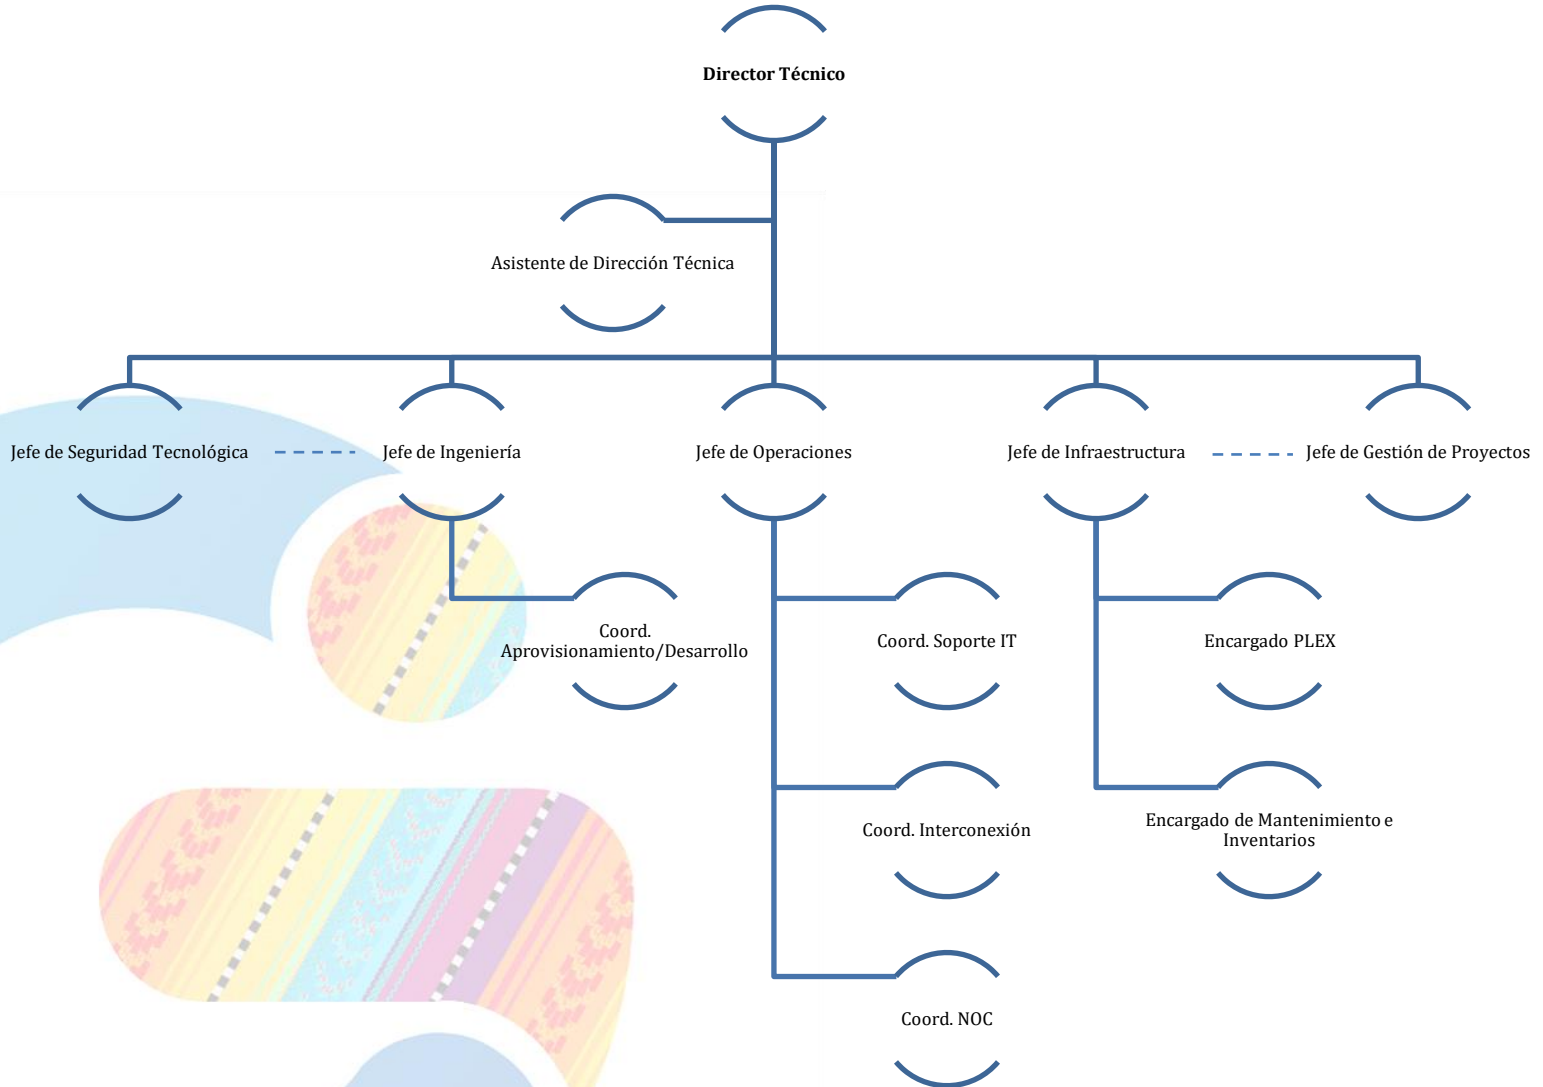 Director Técnico
Asistente de Dirección Técnica
Jefe de Seguridad Tecnológica
Jefe de Ingeniería
Jefe de Operaciones
Jefe de Infraestructura
Jefe de Gestión de Proyectos
Coord.
Aprovisionamiento/Desarrollo
Coord. Soporte IT
Encargado PLEX
Coord. Interconexión
Encargado de Mantenimiento e
Inventarios
Coord. NOC